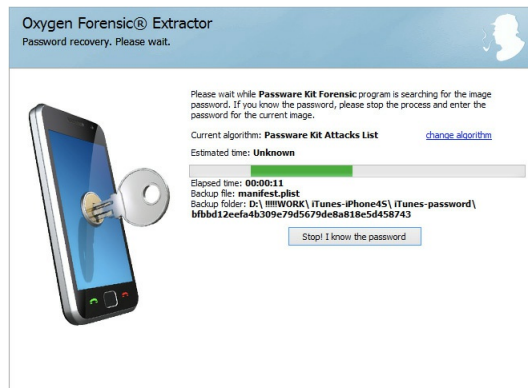 Oxygen Forensic® Extractor
Password recovery. Please wait.
Please wait while Passware Kit Forensic program is searching for the image
password. If you know the password, please stop the process and enter the
password for the current image.
Current algorithm: Passware Kit Attacks List change algorithm
Estimated time: Unknown
Elapsed time: 00:00:11
Backup file: manifest.plist
Backup folder: D:\ !!!!!WORK\ iTunes-iPhone4S\ iTunes-password\
bfbbd12eefa4b309e79d5679de8a818e5d458743
Stop! I know the password